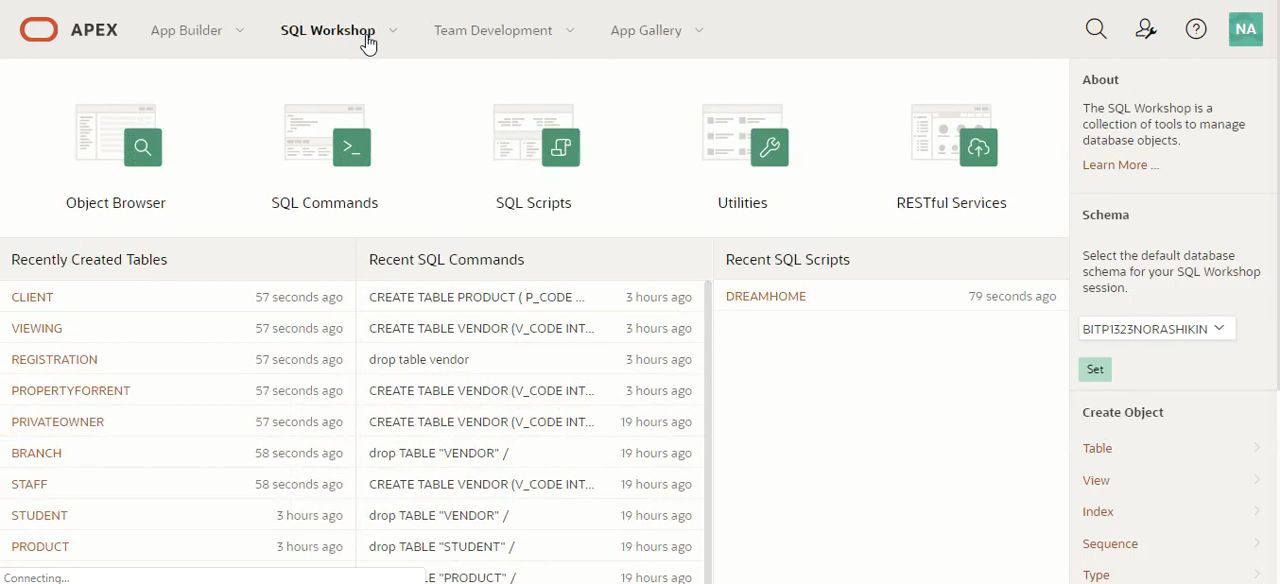 APEX
App Builder
SQL Workshop
Team Development
App Gallery
NA
Object Browser
SQL Commands
SQL Scripts
Utilities
RESTful Services
Recently Created Tables
CLIENT 57 seconds ago
VIEWING 57 seconds ago
REGISTRATION 57 seconds ago
PROPERTYFORRENT 57 seconds ago
PRIVATEOWNER 57 seconds ago
BRANCH 58 seconds ago
STAFF 58 seconds ago
STUDENT 3 hours ago
PRODUCT 3 hours ago
Recent SQL Commands
CREATE TABLE PRODUCT ( P_CODE ... 3 hours ago
CREATE TABLE VENDOR (V_CODE INT... 3 hours ago
drop table vendor 3 hours ago
CREATE TABLE VENDOR (V_CODE INT... 3 hours ago
CREATE TABLE VENDOR (V_CODE INT... 19 hours ago
drop TABLE "VENDOR" / 19 hours ago
CREATE TABLE VENDOR (V_CODE INT... 19 hours ago
drop TABLE "VENDOR" / 19 hours ago
drop TABLE "STUDENT" / 19 hours ago
LE "PRODUCT" / 19 hours ago
Recent SQL Scripts
DREAMHOME 79 seconds ago
About
The SQL Workshop is a
collection of tools to manage
database objects.
Learn More ...
Schema
Select the default database
schema for your SQL Workshop
session.
BITP1323NORASHIKIN
Set
Create Object
Table
View
Index
Sequence
Type
Connecting...